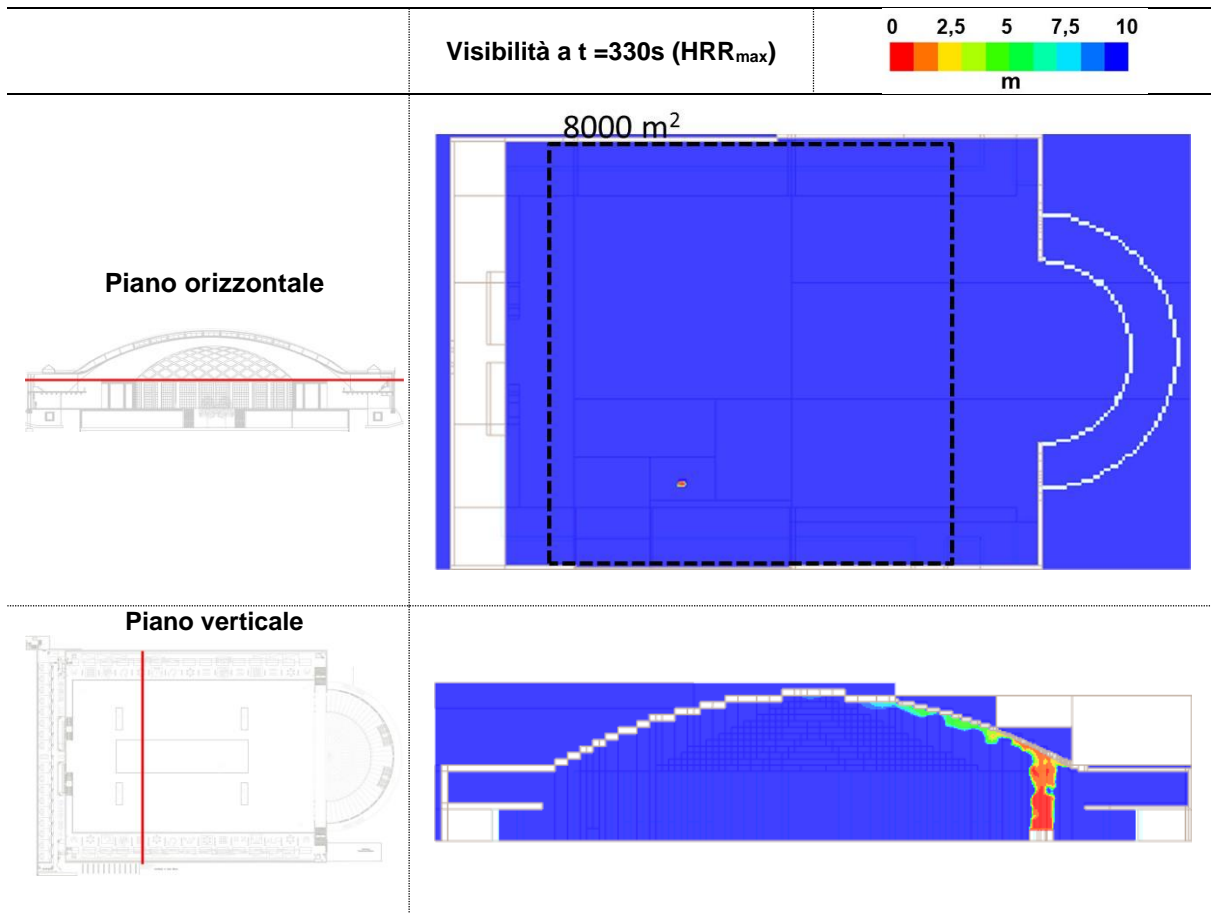 Visibilità a t =330s (HRRmax)
0 2,5 5 7,5 10
m
Piano orizzontale
8000 m²
Piano verticale